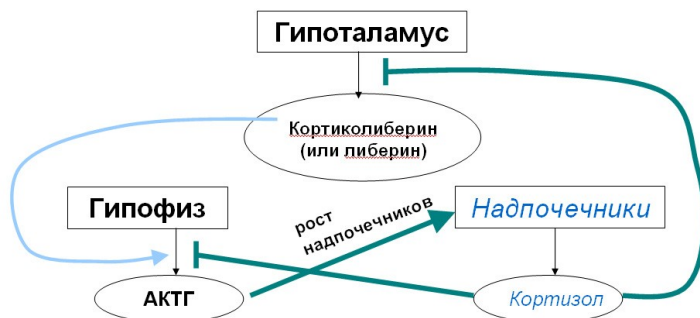 Гипоталамус
Кортиколиберин
(или либерин)
Гипофиз
рост
надпочечников
Надпочечники
АКТГ
Кортизол